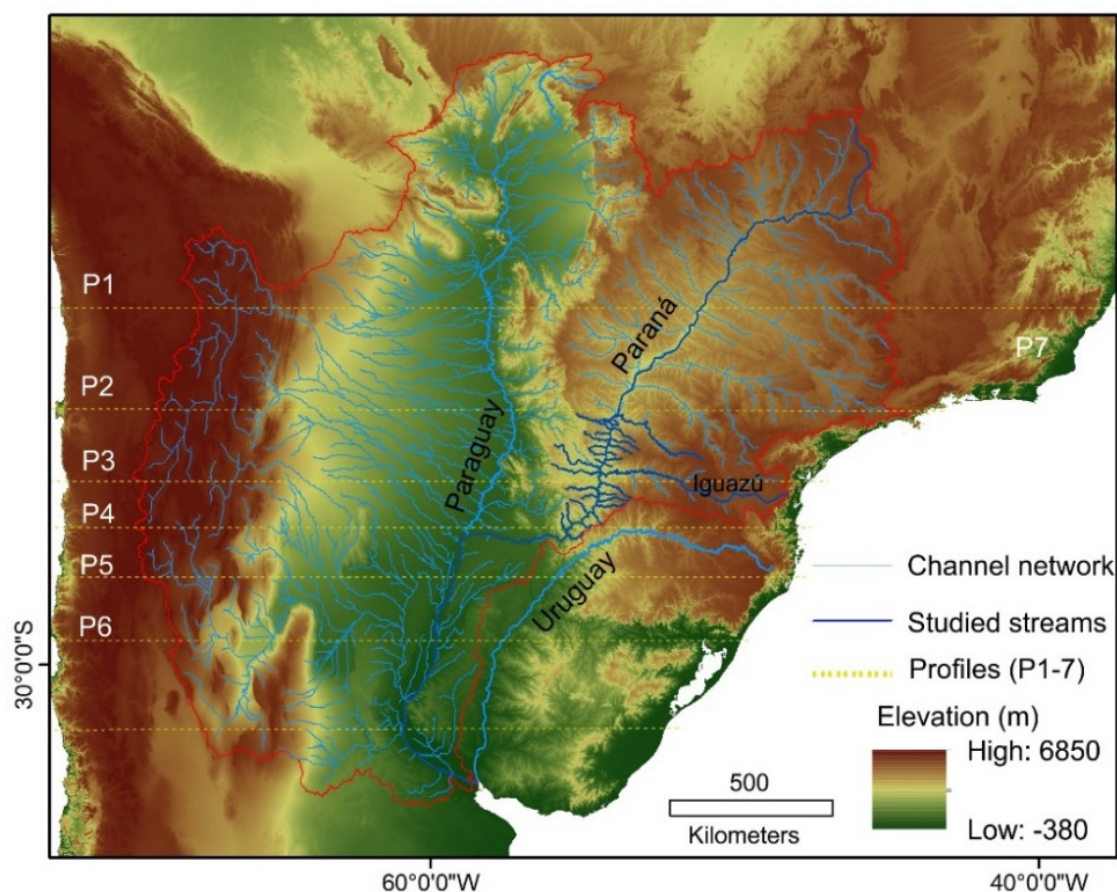 P1
P7
Paraná
P2
P3
Paraguay
Iguazú
P4
P5
Uruguay
P6
Channel network
Studied streams
Profiles (P1-7)
Elevation (m)
High: 6850
Low: -380
500
Kilometers
30°0'0"S
60°0'0"W
40°0'0"W